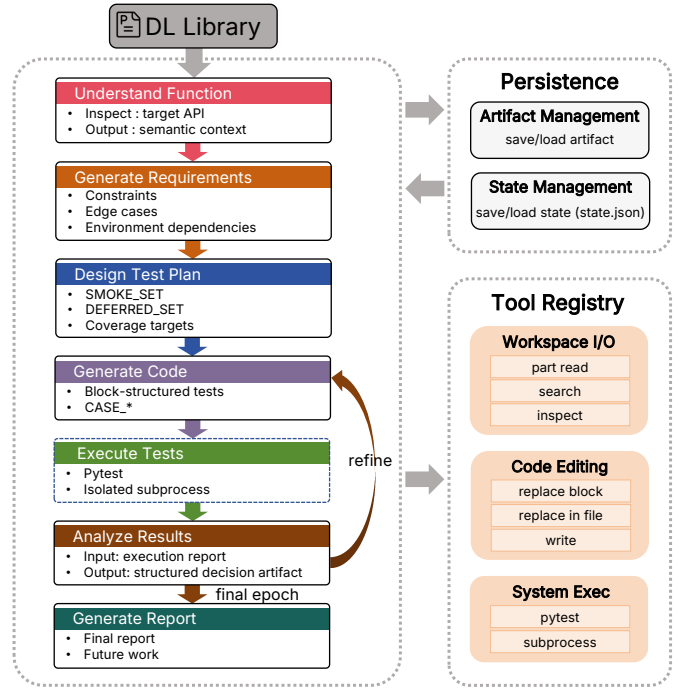 P
DL Library
Understand Function
• Inspect : target API
• Output : semantic context
Generate Requirements
• Constraints
• Edge cases
• Environment dependencies
Design Test Plan
• SMOKE_SET
• DEFERRED_SET
• Coverage targets
Generate Code
• Block-structured tests
• CASE_*
Execute Tests
• Pytest
• Isolated subprocess
refine
Analyze Results
• Input: execution report
• Output: structured decision artifact
final epoch
Generate Report
• Final report
• Future work
Persistence
Artifact Management
save/load artifact
State Management
save/load state (state.json)
Tool Registry
Workspace I/O
part read
search
inspect
Code Editing
replace block
replace in file
write
System Exec
pytest
subprocess